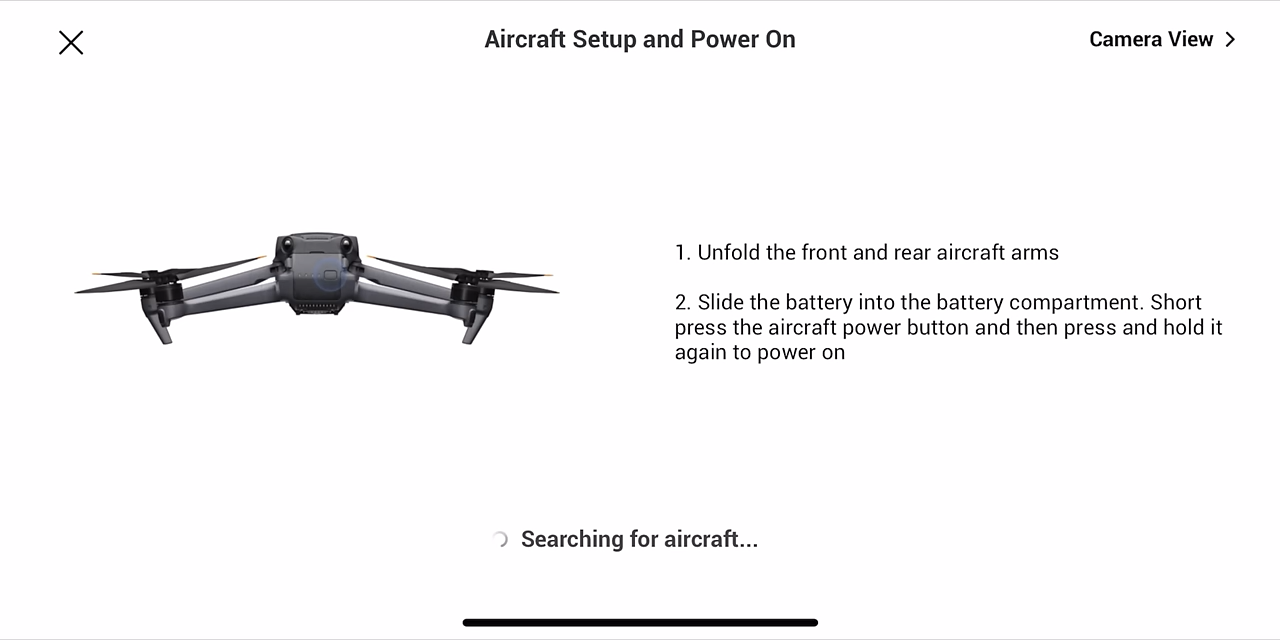 Aircraft Setup and Power On
Camera View
1. Unfold the front and rear aircraft arms
2. Slide the battery into the battery compartment. Short
press the aircraft power button and then press and hold it
again to power on
Searching for aircraft...